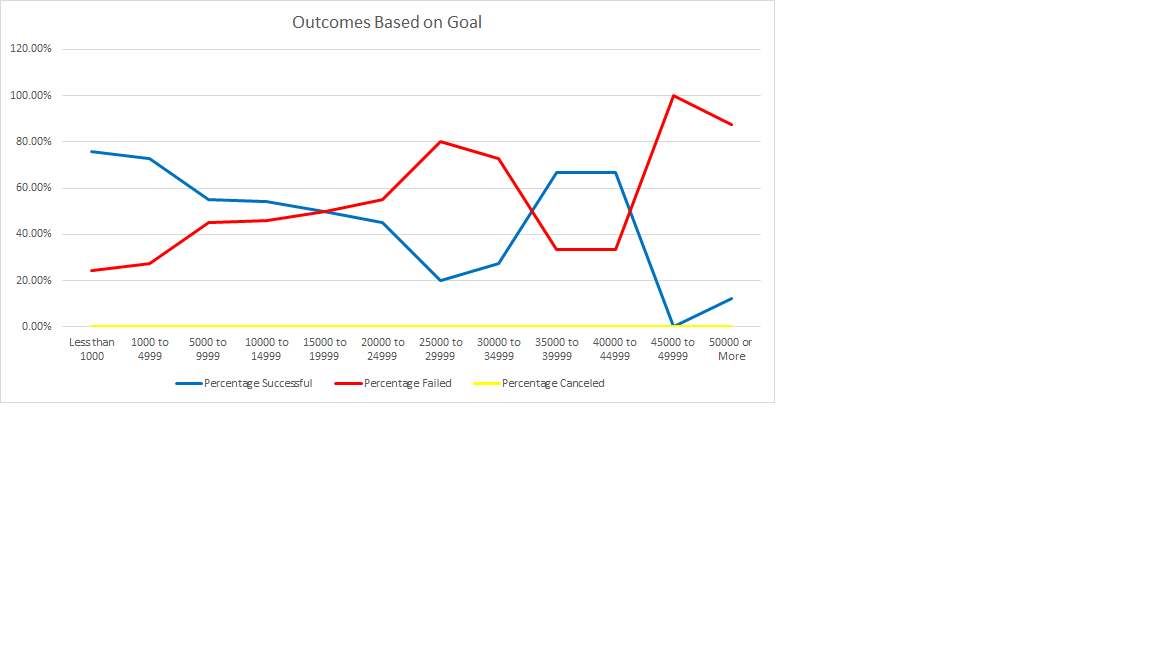 Outcomes Based on Goal
120.00%
100.00%
80.00%
60.00%
40.00%
20.00%
0.00%
Less than 1000
1000 to 4999
5000 to 9999
10000 to 14999
15000 to 19999
20000 to 24999
25000 to 29999
30000 to 34999
35000 to 39999
40000 to 44999
45000 to 49999
50000 or More
Percentage Successful
Percentage Failed
Percentage Canceled